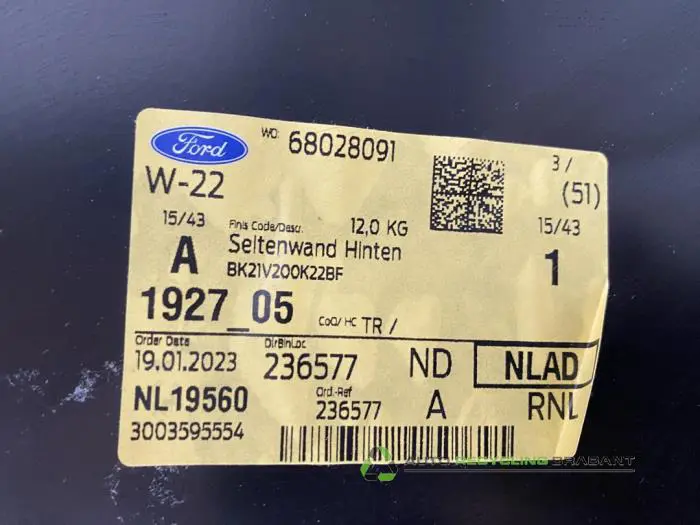 Ford
WO: 68028091
3 /
W-22
(51)
15/43
Finis Code/Descr.
12,0 KG
15/43
A
Seitenwand Hinten
BK21V200K22BF
1
1927_05
CoO/ HC TR /
Order Date
DirBinLoc
19.01.2023
236577
ND
NLAD
NL19560
Ord.-Ref
236577
A
RNL
3003595554
AUTO RECYCLING BRABANT